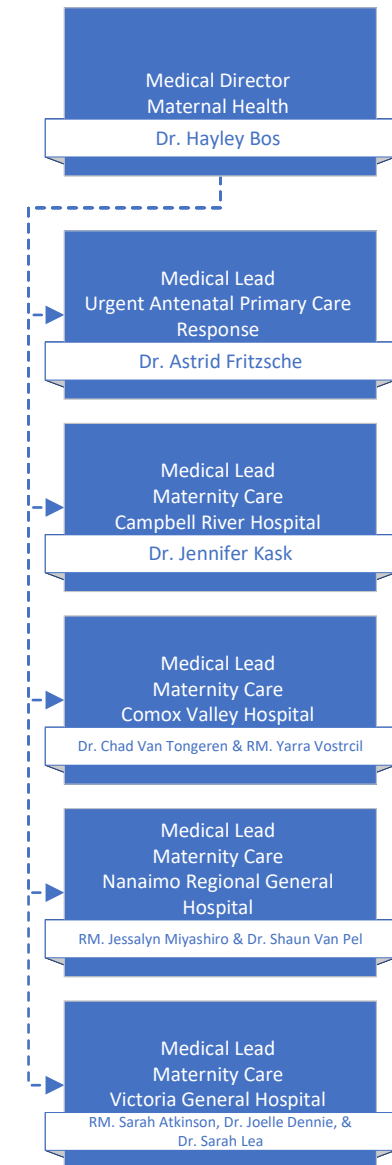 Medical Director
Maternal Health
Dr. Hayley Bos
Medical Lead
Urgent Antenatal Primary Care
Response
Dr. Astrid Fritzsche
Medical Lead
Maternity Care
Campbell River Hospital
Dr. Jennifer Kask
Medical Lead
Maternity Care
Comox Valley Hospital
Dr. Chad Van Tongeren & RM. Yarra Vostrcil
Medical Lead
Maternity Care
Nanaimo Regional General
Hospital
RM. Jessalyn Miyashiro & Dr. Shaun Van Pel
Medical Lead
Maternity Care
Victoria General Hospital
RM. Sarah Atkinson, Dr. Joelle Dennie, &
Dr. Sarah Lea